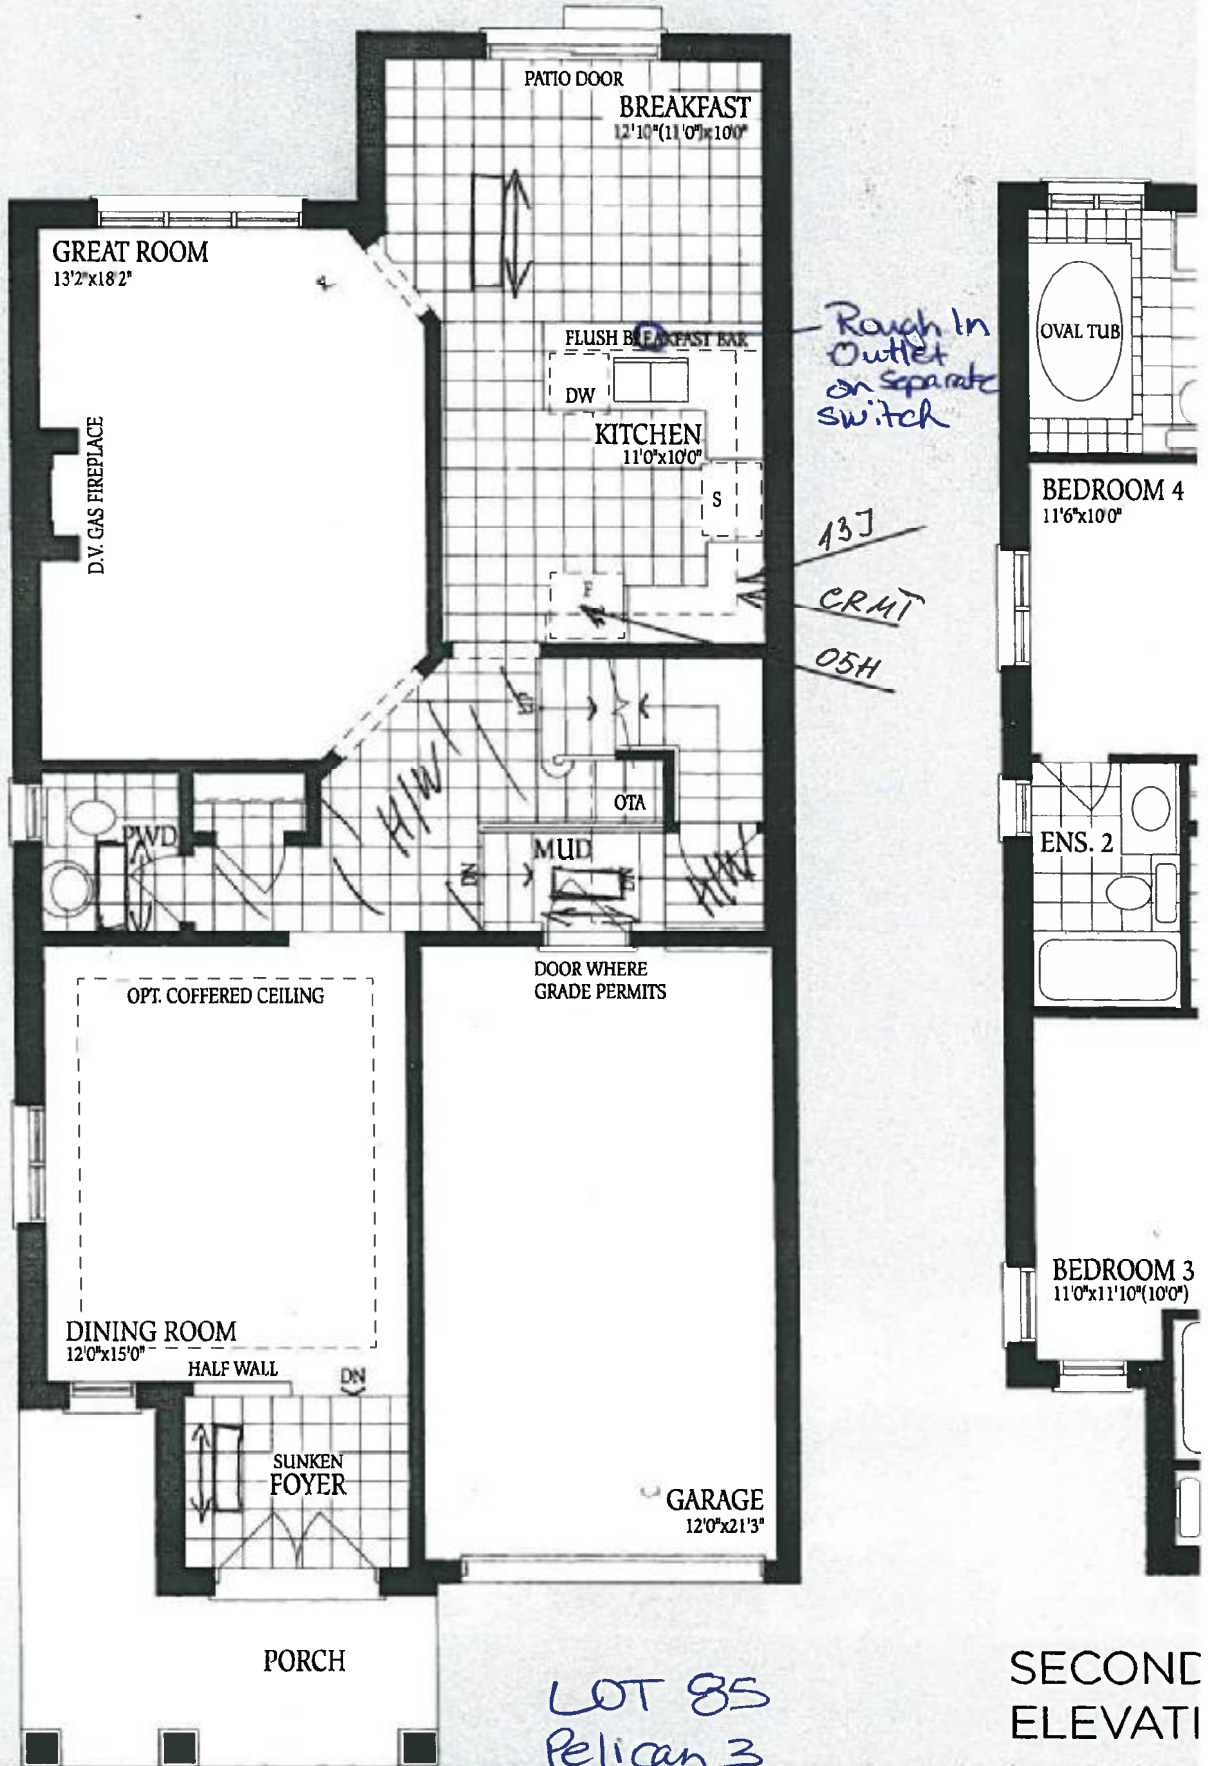 PATIO DOOR
BREAKFAST
12'10"(11'0")x10'0"
GREAT ROOM
13'2"x18'2"
D.V. GAS FIREPLACE
FLUSH BREAKFAST BAR
Rough In
Outlet
on separate
switch
DW
KITCHEN
11'0"x10'0"
S
F
CRMT
05H
H/W
OTA
PWD
MUD
DN
DN
H/W
DOOR WHERE
GRADE PERMITS
OPT. COFFERED CEILING
DINING ROOM
12'0"x15'0"
HALF WALL
DN
SUNKEN
FOYER
GARAGE
12'0"x21'3"
PORCH
LOT 85
Pelican 3
OVAL TUB
BEDROOM 4
11'6"x10'0"
ENS. 2
BEDROOM 3
11'0"x11'10"(10'0")
SECOND
ELEVATI